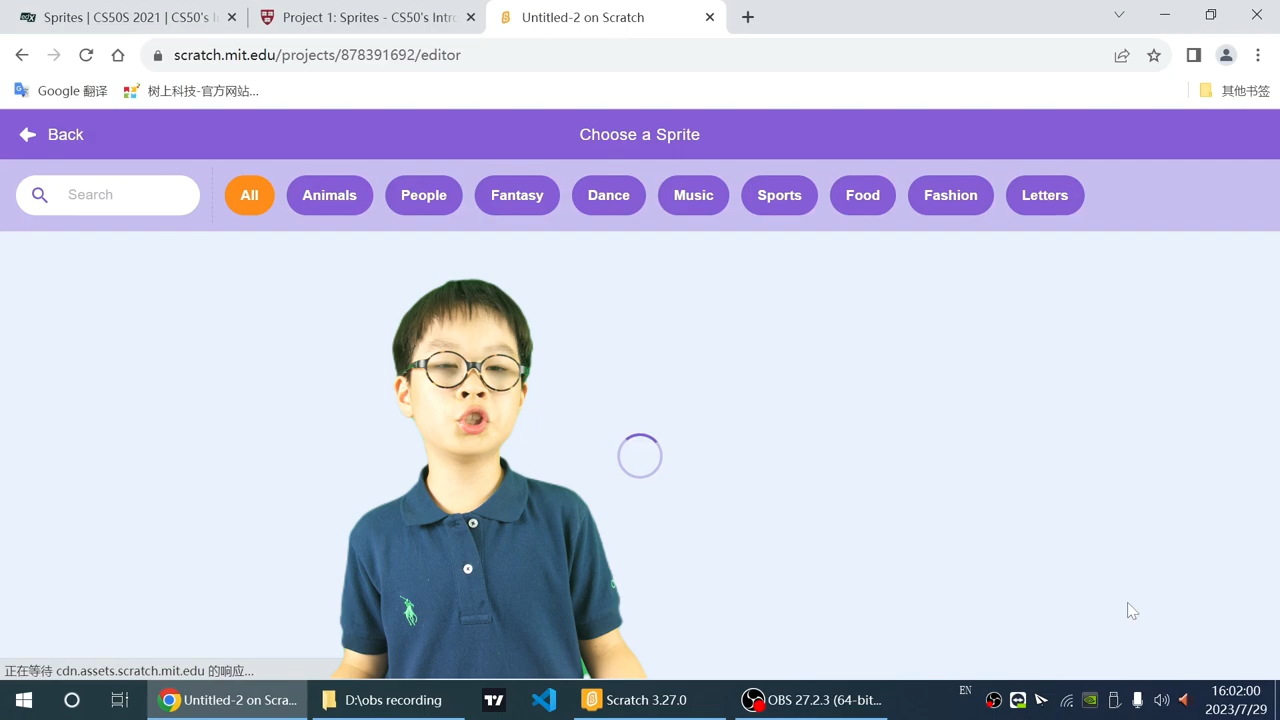 Sprites | CS50S 2021 | CS50's I
Project 1: Sprites - CS50's Intro
Untitled-2 on Scratch
scratch.mit.edu/projects/878391692/editor
Google 翻译
树上科技-官方网站...
其他书签
Back
Choose a Sprite
Search
All
Animals
People
Fantasy
Dance
Music
Sports
Food
Fashion
Letters
正在等待 cdn.assets.scratch.mit.edu 的响应...
Untitled-2 on Scra...
D:\obs recording
Scratch 3.27.0
OBS 27.2.3 (64-bit...
EN
16:02:00
2023/7/29